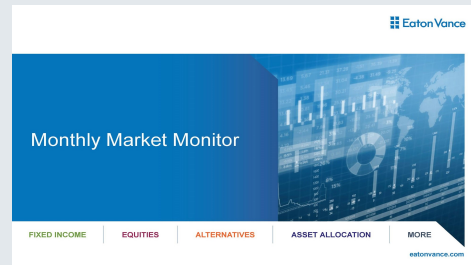 Eaton Vance
Monthly Market Monitor
FIXED INCOME
EQUITIES
ALTERNATIVES
ASSET ALLOCATION
MORE
eatonvance.com